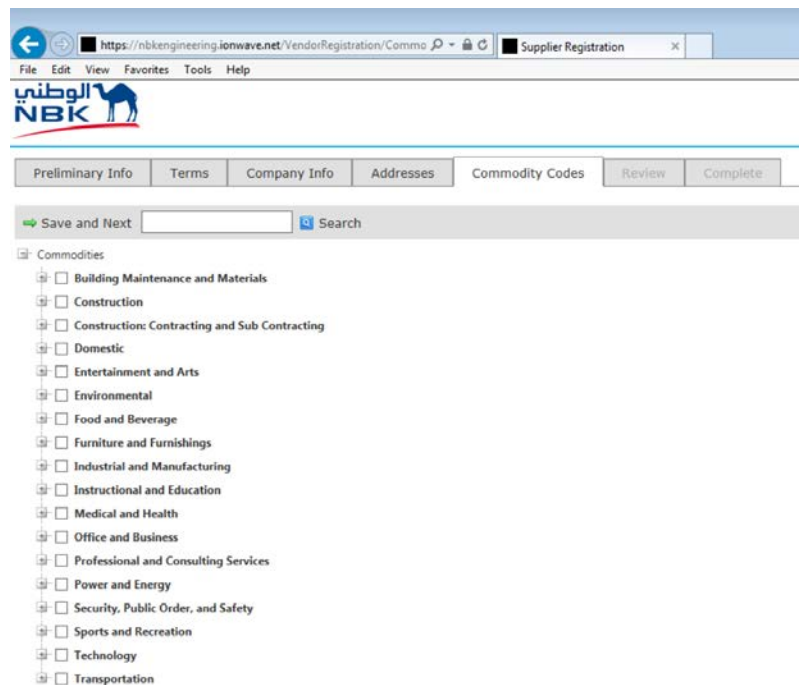 https://nbkengineering.ionwave.net/VendorRegistration/Commo
Supplier Registration
File Edit View Favorites Tools Help
الوطني
NBK
Preliminary Info Terms Company Info Addresses Commodity Codes Review Complete
Save and Next Search
Commodities
Building Maintenance and Materials
Construction
Construction: Contracting and Sub Contracting
Domestic
Entertainment and Arts
Environmental
Food and Beverage
Furniture and Furnishings
Industrial and Manufacturing
Instructional and Education
Medical and Health
Office and Business
Professional and Consulting Services
Power and Energy
Security, Public Order, and Safety
Sports and Recreation
Technology
Transportation